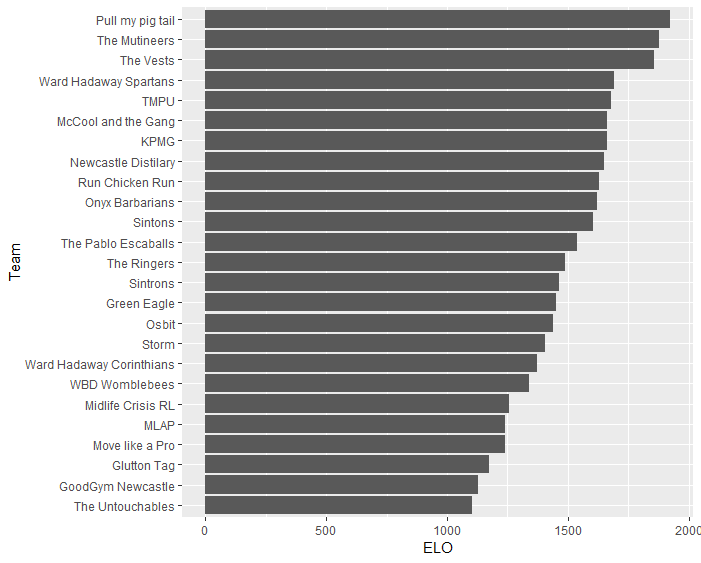 Pull my pig tail
The Mutineers
The Vests
Ward Hadaway Spartans
TMPU
McCool and the Gang
KPMG
Newcastle Distilary
Run Chicken Run
Onyx Barbarians
Sintons
The Pablo Escaballs
The Ringers
Sintrons
Green Eagle
Osbit
Storm
Ward Hadaway Corinthians
WBD Womblebees
Midlife Crisis RL
MLAP
Move like a Pro
Glutton Tag
GoodGym Newcastle
The Untouchables
Team
0 500 1000 1500 2000
ELO